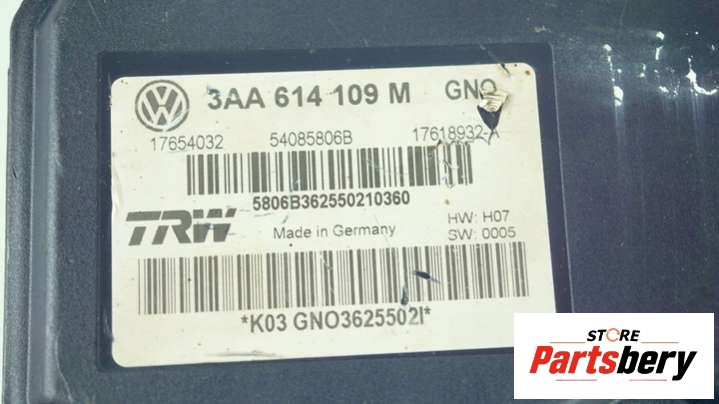 3AA 614 109 M GNO
17654032 54085806B 17618932-A
5806B362550210360
TRW Made in Germany HW: H07
SW: 0005
*K03 GNO3625502I*
STORE
Partsbery